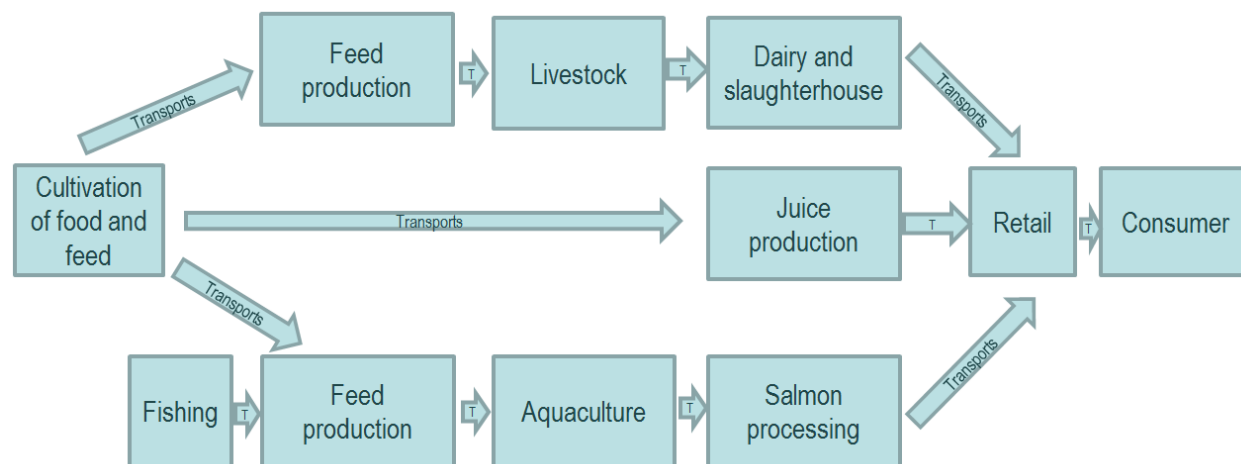 Transports
Feed
production
T
Livestock
T
Dairy and
slaughterhouse
Transports
Cultivation
of food and
feed
Transports
Juice
production
T
Retail
T
Consumer
Transports
Fishing
T
Feed
production
T
Aquaculture
T
Salmon
processing
Transports